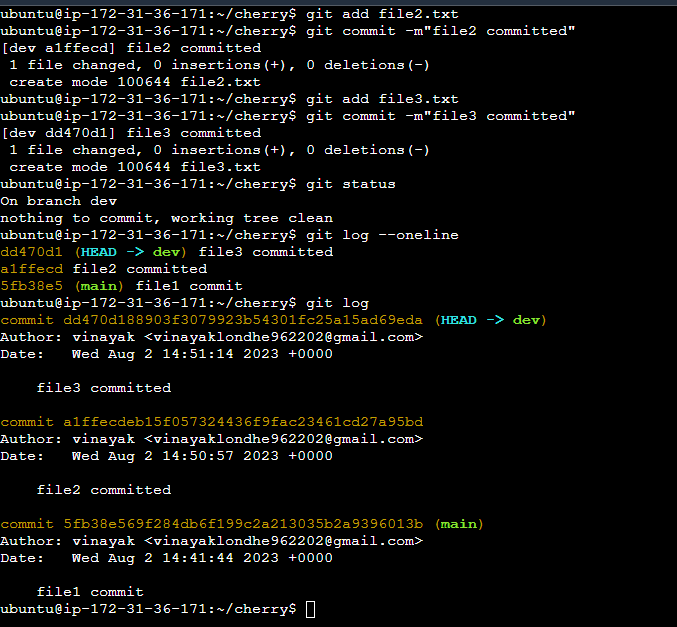 ubuntu@ip-172-31-36-171:~/cherry$ git add file2.txt
ubuntu@ip-172-31-36-171:~/cherry$ git commit -m"file2 committed"
[dev a1ffecd] file2 committed
 1 file changed, 0 insertions(+), 0 deletions(-)
 create mode 100644 file2.txt
ubuntu@ip-172-31-36-171:~/cherry$ git add file3.txt
ubuntu@ip-172-31-36-171:~/cherry$ git commit -m"file3 committed"
[dev dd470d1] file3 committed
 1 file changed, 0 insertions(+), 0 deletions(-)
 create mode 100644 file3.txt
ubuntu@ip-172-31-36-171:~/cherry$ git status
On branch dev
nothing to commit, working tree clean
ubuntu@ip-172-31-36-171:~/cherry$ git log --oneline
dd470d1 (HEAD -> dev) file3 committed
a1ffecd file2 committed
5fb38e5 (main) file1 commit
ubuntu@ip-172-31-36-171:~/cherry$ git log
commit dd470d188903f3079923b54301fc25a15ad69eda (HEAD -> dev)
Author: vinayak <vinayaklondhe962202@gmail.com>
Date:   Wed Aug 2 14:51:14 2023 +0000

    file3 committed

commit a1ffecdeb15f057324436f9fac23461cd27a95bd
Author: vinayak <vinayaklondhe962202@gmail.com>
Date:   Wed Aug 2 14:50:57 2023 +0000

    file2 committed

commit 5fb38e569f284db6f199c2a213035b2a9396013b (main)
Author: vinayak <vinayaklondhe962202@gmail.com>
Date:   Wed Aug 2 14:41:44 2023 +0000

    file1 commit
ubuntu@ip-172-31-36-171:~/cherry$